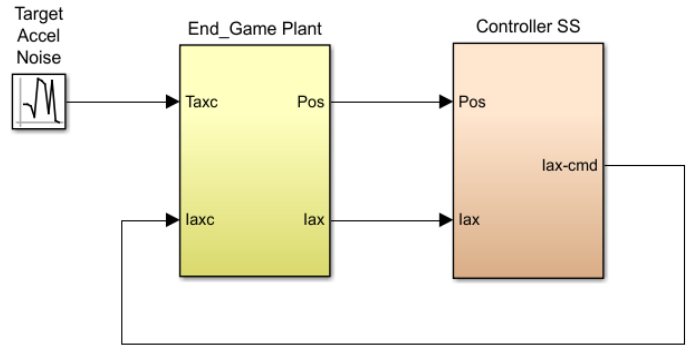 Target
Accel
Noise
End_Game Plant
Controller SS
Taxc
Pos
Pos
Iax-cmd
Iaxc
Iax
Iax